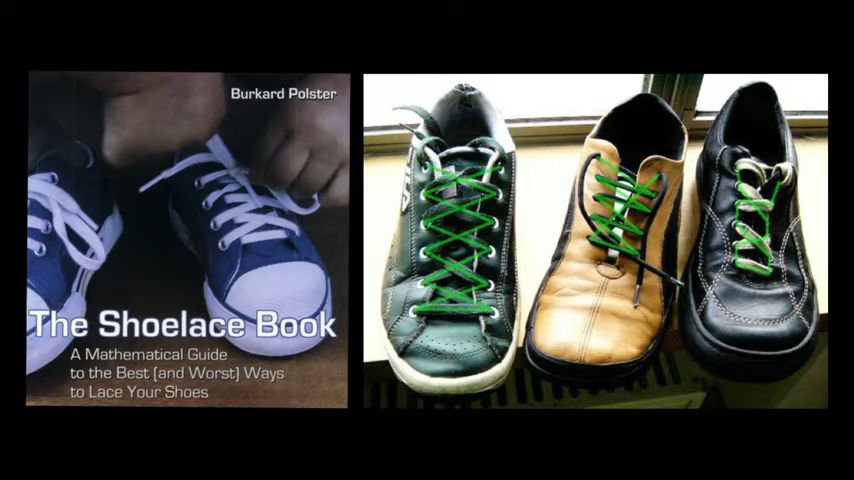 Burkard Polster
The Shoelace Book
A Mathematical Guide
to the Best (and Worst) Ways
to Lace Your Shoes